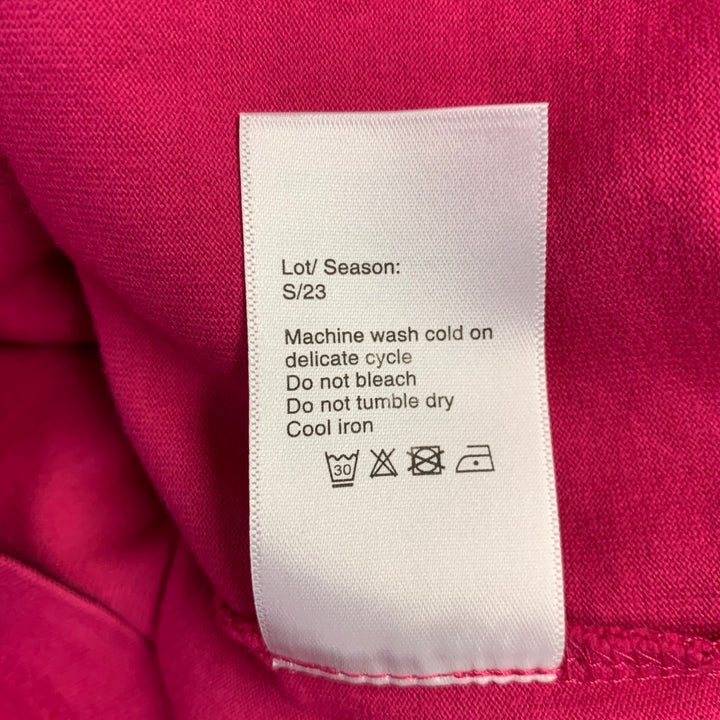 Lot/ Season:
S/23
Machine wash cold on
delicate cycle
Do not bleach
Do not tumble dry
Cool iron
30